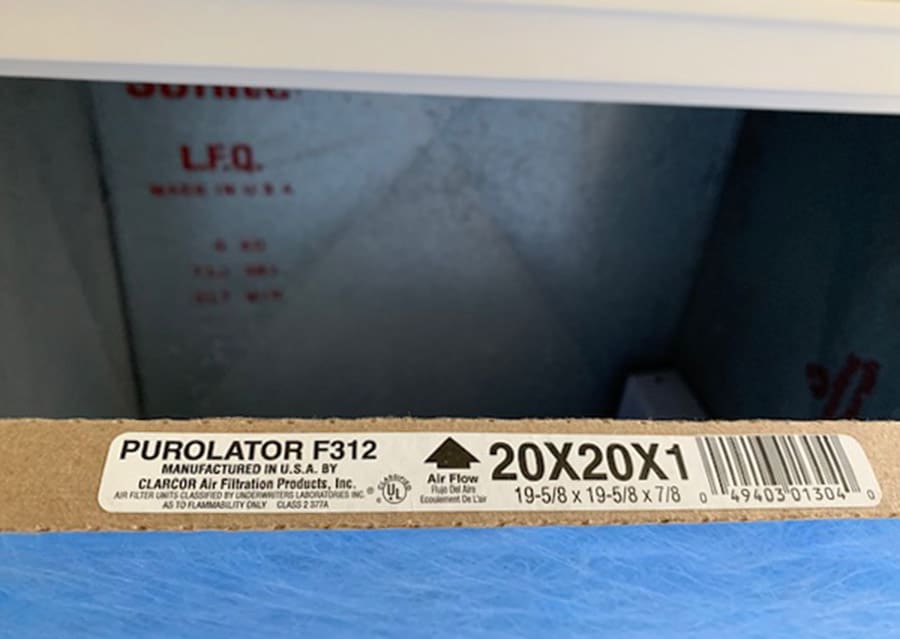 L.F.Q.
MADE IN U.S.A
PUROLATOR F312
MANUFACTURED IN U.S.A. BY
CLARCOR Air Filtration Products, Inc.
AIR FILTER UNITS CLASSIFIED BY UNDERWRITERS LABORATORIES INC. ®
AS TO FLAMMABILITY ONLY CLASS 2 377A
CLASSIFIED
UL
Air Flow
Flujo Del Aire
Ecoulement De L'air
20X20X1
19-5/8 x 19-5/8 x 7/8
0 49403 01304 0